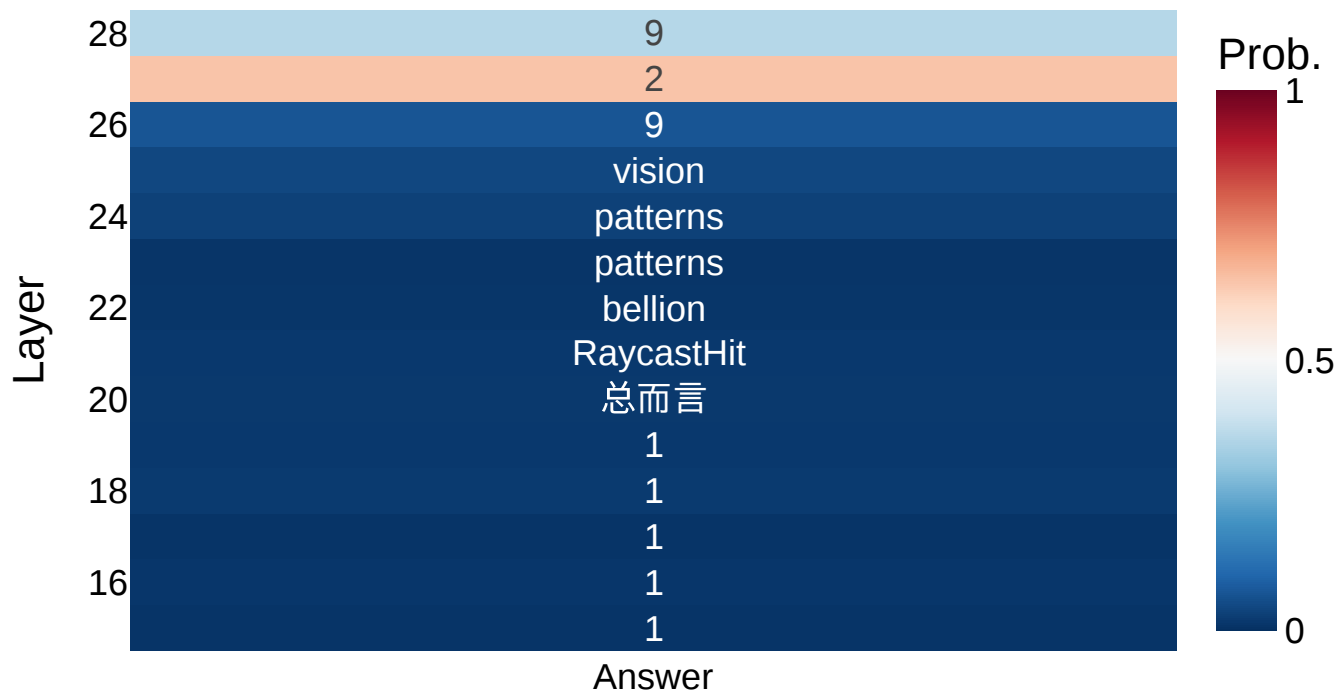 28
9
Prob.
2
1
26
9
vision
24
patterns
patterns
22
bellion
Layer
RaycastHit
0.5
20
总而言
1
18
1
1
16
1
1
0
Answer